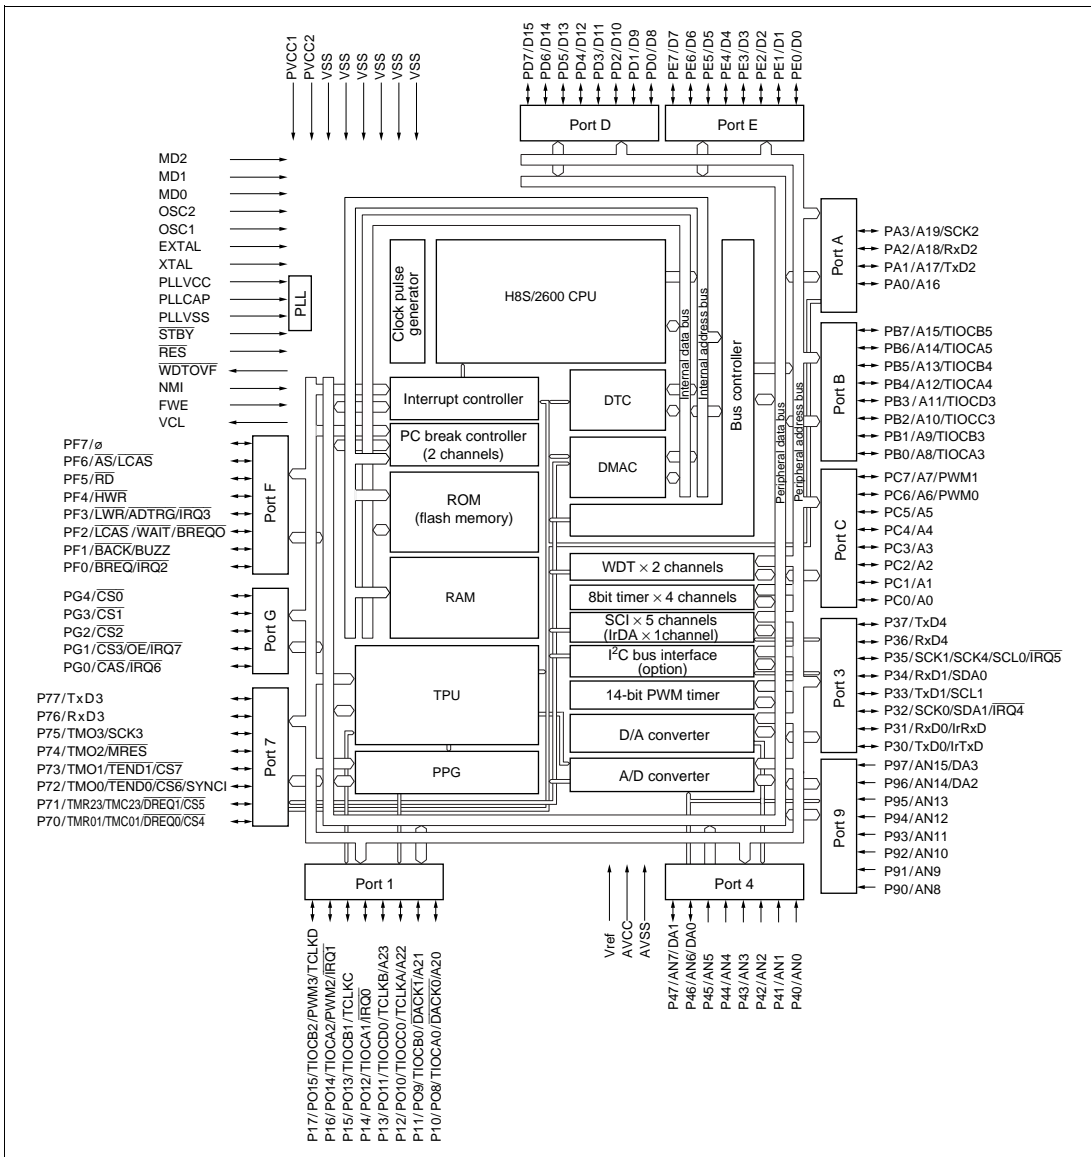 PVCC1
PVCC2
VSS
VSS
VSS
VSS
VSS
VSS
PD7/D15
PD6/D14
PD5/D13
PD4/D12
PD3/D11
PD2/D10
PD1/D9
PD0/D8
PE7/D7
PE6/D6
PE5/D5
PE4/D4
PE3/D3
PE2/D2
PE1/D1
PE0/D0
Port D
Port E
MD2
MD1
MD0
OSC2
OSC1
EXTAL
XTAL
PLLVCC
PLLCAP
PLLVSS
STBY
RES
WDTOVF
NMI
FWE
VCL
PLL
Clock pulse
generator
H8S/2600 CPU
Interrupt controller
PC break controller
(2 channels)
ROM
(flash memory)
RAM
TPU
PPG
DTC
DMAC
Internal data bus
Internal address bus
Bus controller
Peripheral data bus
Peripheral address bus
WDT × 2 channels
8bit timer × 4 channels
SCI × 5 channels
(IrDA × 1channel)
I²C bus interface
(option)
14-bit PWM timer
D/A converter
A/D converter
Port A
PA3/A19/SCK2
PA2/A18/RxD2
PA1/A17/TxD2
PA0/A16
Port B
PB7/A15/TIOCB5
PB6/A14/TIOCA5
PB5/A13/TIOCB4
PB4/A12/TIOCA4
PB3/A11/TIOCD3
PB2/A10/TIOCC3
PB1/A9/TIOCB3
PB0/A8/TIOCA3
Port C
PC7/A7/PWM1
PC6/A6/PWM0
PC5/A5
PC4/A4
PC3/A3
PC2/A2
PC1/A1
PC0/A0
Port 3
P37/TxD4
P36/RxD4
P35/SCK1/SCK4/SCL0/IRQ5
P34/RxD1/SDA0
P33/TxD1/SCL1
P32/SCK0/SDA1/IRQ4
P31/RxD0/IrRxD
P30/TxD0/IrTxD
Port 9
P97/AN15/DA3
P96/AN14/DA2
P95/AN13
P94/AN12
P93/AN11
P92/AN10
P91/AN9
P90/AN8
PF7/ø
PF6/AS/LCAS
PF5/RD
PF4/HWR
PF3/LWR/ADTRG/IRQ3
PF2/LCAS/WAIT/BREQO
PF1/BACK/BUZZ
PF0/BREQ/IRQ2
Port F
PG4/CS0
PG3/CS1
PG2/CS2
PG1/CS3/OE/IRQ7
PG0/CAS/IRQ6
Port G
P77/TxD3
P76/RxD3
P75/TMO3/SCK3
P74/TMO2/MRES
P73/TMO1/TEND1/CS7
P72/TMO0/TEND0/CS6/SYNCI
P71/TMR23/TMC23/DREQ1/CS5
P70/TMR01/TMC01/DREQ0/CS4
Port 7
Port 1
Port 4
P17/PO15/TIOCB2/PWM3/TCLKD
P16/PO14/TIOCA2/PWM2/IRQ1
P15/PO13/TIOCB1/TCLKC
P14/PO12/TIOCA1/IRQ0
P13/PO11/TIOCD0/TCLKB/A23
P12/PO10/TIOCC0/TCLKA/A22
P11/PO9/TIOCB0/DACK1/A21
P10/PO8/TIOCA0/DACK0/A20
Vref
AVCC
AVSS
P47/AN7/DA1
P46/AN6/DA0
P45/AN5
P44/AN4
P43/AN3
P42/AN2
P41/AN1
P40/AN0